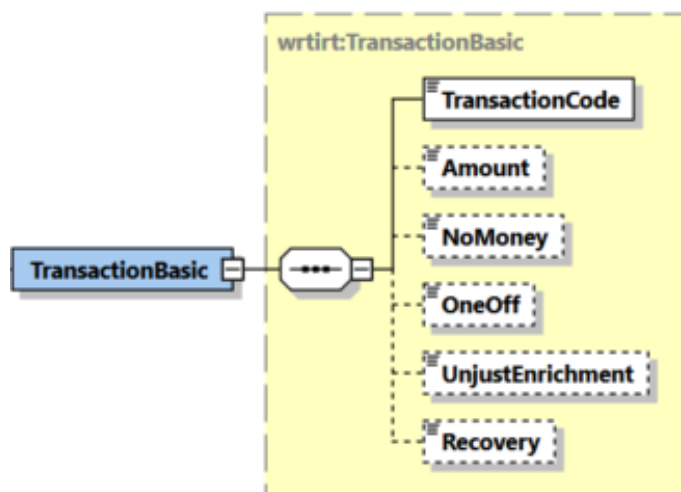 wrtirt:TransactionBasic
TransactionCode
Amount
NoMoney
TransactionBasic
OneOff
UnjustEnrichment
Recovery